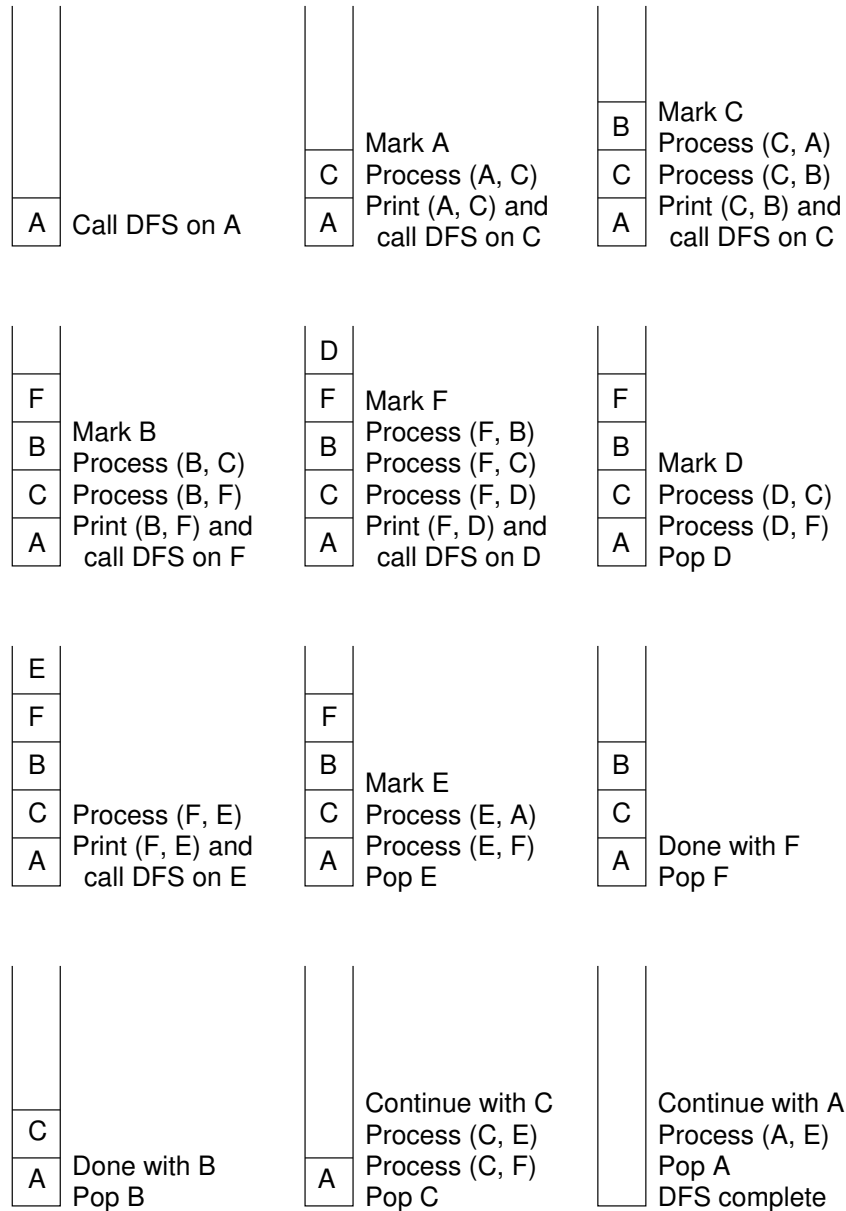 A
Call DFS on A
C
A
Mark A
Process (A, C)
Print (A, C) and
call DFS on C
B
C
A
Mark C
Process (C, A)
Process (C, B)
Print (C, B) and
call DFS on C
F
B
C
A
Mark B
Process (B, C)
Process (B, F)
Print (B, F) and
call DFS on F
D
F
B
C
A
Mark F
Process (F, B)
Process (F, C)
Process (F, D)
Print (F, D) and
call DFS on D
F
B
C
A
Mark D
Process (D, C)
Process (D, F)
Pop D
E
F
B
C
A
Process (F, E)
Print (F, E) and
call DFS on E
F
B
C
A
Mark E
Process (E, A)
Process (E, F)
Pop E
B
C
A
Done with F
Pop F
C
A
Done with B
Pop B
A
Continue with C
Process (C, E)
Process (C, F)
Pop C
Continue with A
Process (A, E)
Pop A
DFS complete